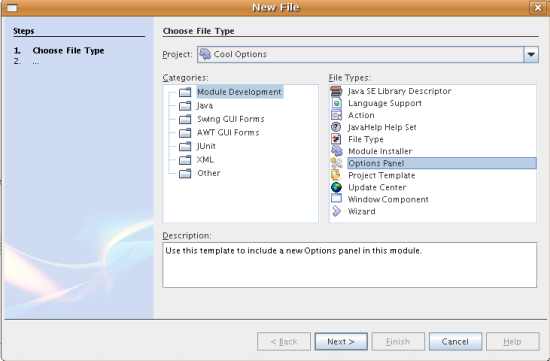 New File
Steps
1. Choose File Type
2. ...
Choose File Type
Project: Cool Options
Categories:
Module Development
Java
Swing GUI Forms
AWT GUI Forms
JUnit
XML
Other
File Types:
Java SE Library Descriptor
Language Support
Action
JavaHelp Help Set
File Type
Module Installer
Options Panel
Project Template
Update Center
Window Component
Wizard
Description:
Use this template to include a new Options panel in this module.
< Back Next > Finish Cancel Help